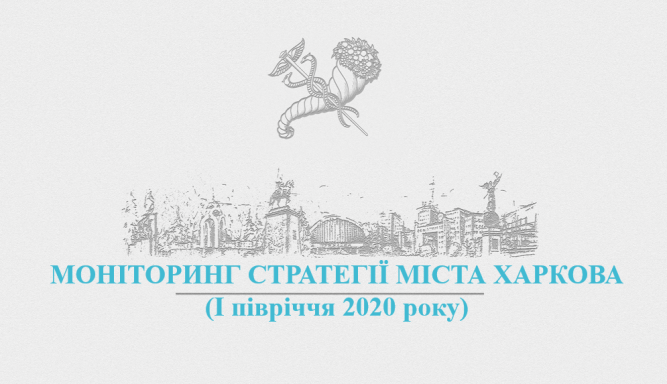 МОНІТОРИНГ СТРАТЕГІЇ МІСТА ХАРКОВА
(І півріччя 2020 року)